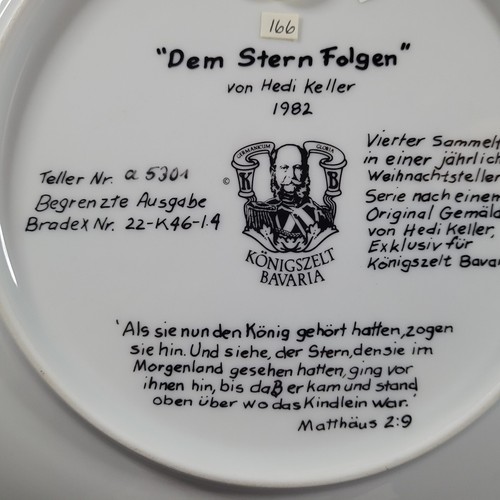 166
"Dem Stern Folgen"
von Hedi Keller
1982
Teller Nr. a 5301
Begrenzte Ausgabe
Bradex Nr. 22-K46-1.4
GERMANICUM GLORIA
K B
©
KÖNIGSZELT
BAVARIA
Vierter Sammelt
in einer jährlich
Weihnachtsteller
Serie nach einem
Original Gemäld
von Hedi Keller,
Exklusiv für
Königszelt Bava
'Als sie nun den König gehört hatten, zogen
sie hin. Und siehe, der Stern, den sie im
Morgenland gesehen hatten, ging vor
ihnen hin, bis daß er kam und stand
oben über wo das Kindlein war.'
Matthäus 2:9